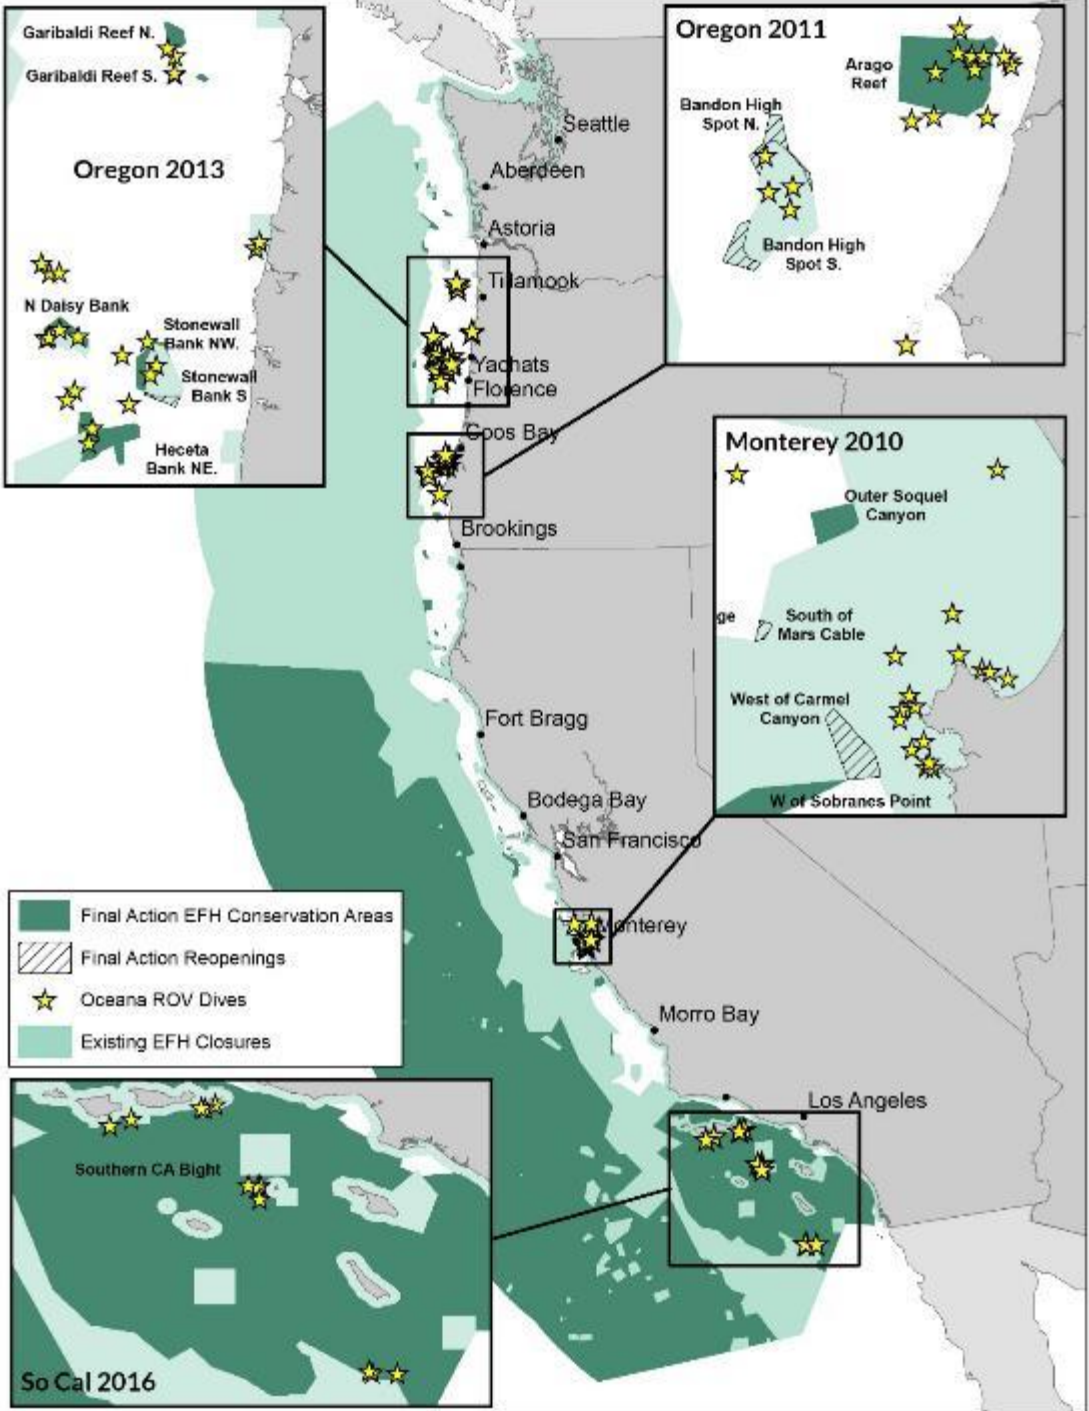 Garibaldi Reef N.
Garibaldi Reef S.
Oregon 2013
N Daisy Bank
Stonewall
Bank NW.
Stonewall
Bank S
Heceta
Bank NE.
Oregon 2011
Arago
Reef
Bandon High
Spot N.
Bandon High
Spot S.
Seattle
Aberdeen
Astoria
Tillamook
Yachats
Florence
Coos Bay
Brookings
Fort Bragg
Bodega Bay
San Francisco
Monterey
Morro Bay
Los Angeles
Monterey 2010
Outer Soquel
Canyon
ge
South of
Mars Cable
West of Carmel
Canyon
W of Sobranes Point
Final Action EFH Conservation Areas
Final Action Reopenings
Oceana ROV Dives
Existing EFH Closures
Southern CA Bight
So Cal 2016